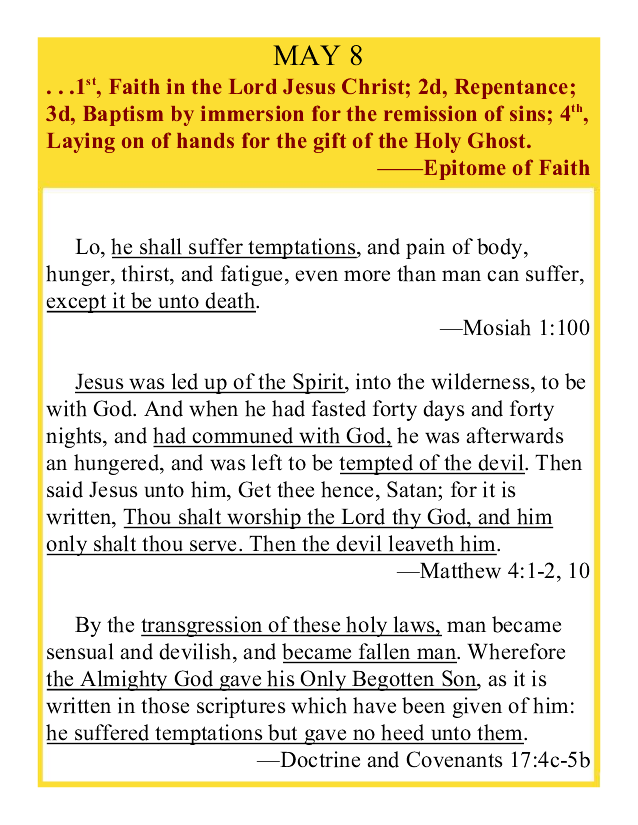 MAY 8
. . .1st, Faith in the Lord Jesus Christ; 2d, Repentance;
3d, Baptism by immersion for the remission of sins; 4th,
Laying on of hands for the gift of the Holy Ghost.
——Epitome of Faith
Lo, he shall suffer temptations, and pain of body,
hunger, thirst, and fatigue, even more than man can suffer,
except it be unto death.
—Mosiah 1:100
Jesus was led up of the Spirit, into the wilderness, to be
with God. And when he had fasted forty days and forty
nights, and had communed with God, he was afterwards
an hungered, and was left to be tempted of the devil. Then
said Jesus unto him, Get thee hence, Satan; for it is
written, Thou shalt worship the Lord thy God, and him
only shalt thou serve. Then the devil leaveth him.
—Matthew 4:1-2, 10
By the transgression of these holy laws, man became
sensual and devilish, and became fallen man. Wherefore
the Almighty God gave his Only Begotten Son, as it is
written in those scriptures which have been given of him:
he suffered temptations but gave no heed unto them.
—Doctrine and Covenants 17:4c-5b